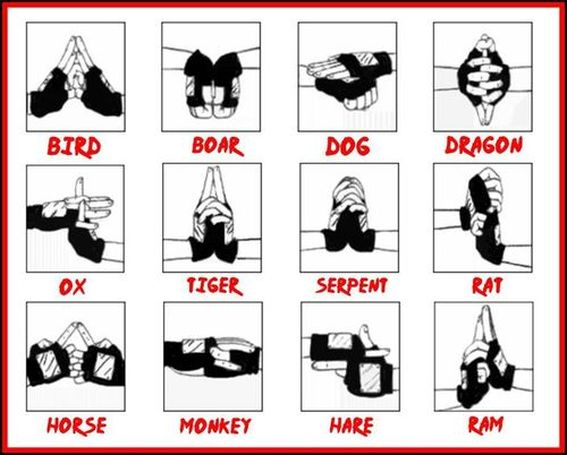 BIRD
BOAR
DOG
DRAGON
OX
TIGER
SERPENT
RAT
HORSE
MONKEY
HARE
RAM